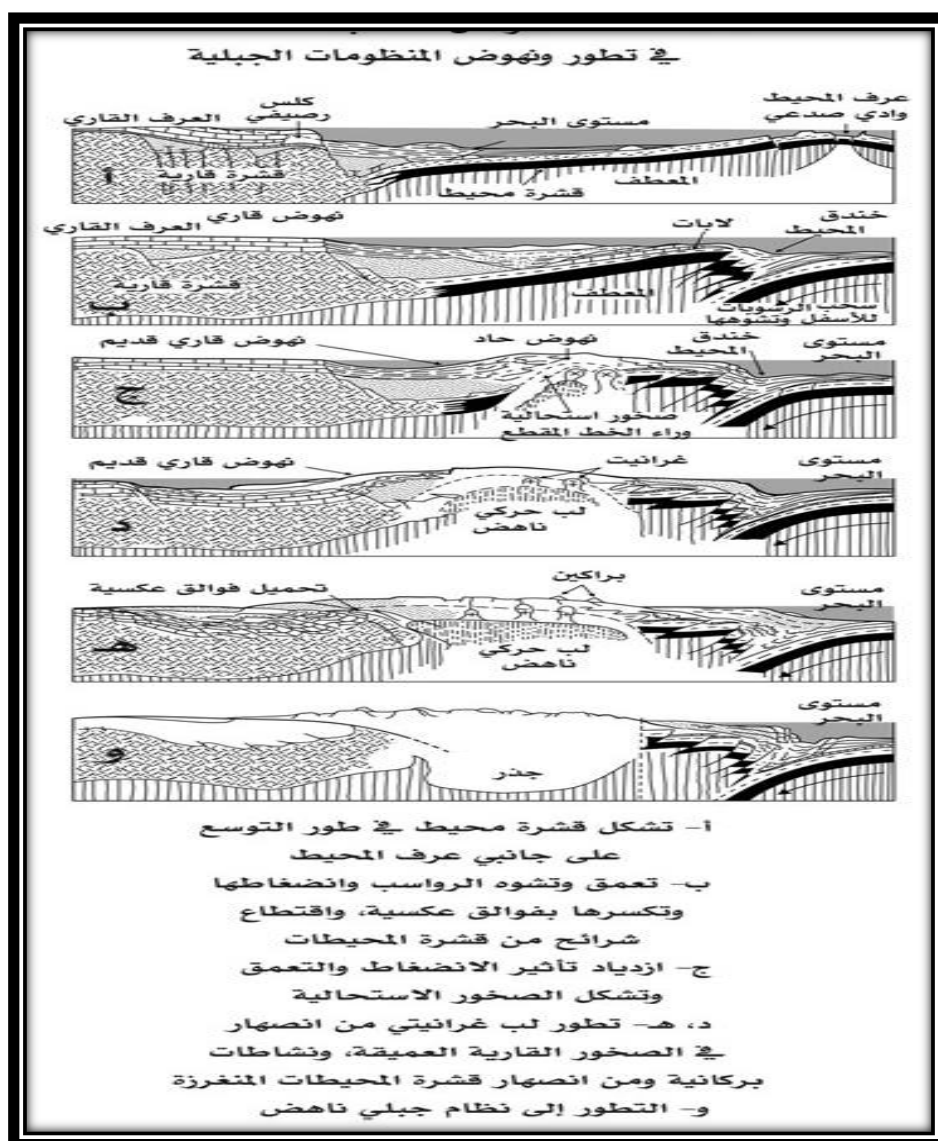 في تطور ونهوض المنظومات الجبلية
عرف المحيط
وادي صدعي
مستوى البحر
كلس
رصيفي
العرف القاري
قشرة قارية
أ
المعطف
قشرة محيط
نهوض قاري
العرف القاري
لابات
خندق
المحيط
قشرة قارية
ب
المعطف
سحب الرسوبات
للأسفل وتشوهها
مستوى
البحر
خندق
المحيط
نهوض حاد
نهوض قاري قديم
ج
صخور استحالية
وراء الخط المقطع
مستوى
البحر
غرانيت
نهوض قاري قديم
د
لب حركي
ناهض
مستوى
البحر
براكين
تحميل فوالق عكسية
هـ
لب حركي
ناهض
مستوى
البحر
و
جذر
أ- تشكل قشرة محيط في طور التوسع
على جانبي عرف المحيط
ب- تعمق وتشوه الرواسب وانضغاطها
وتكسرها بفوالق عكسية، واقتطاع
شرائح من قشرة المحيطات
ج- ازدياد تأثير الانضغاط والتعمق
وتشكل الصخور الاستحالية
د، هـ- تطور لب غرانيتي من انصهار
في الصخور القارية العميقة، ونشاطات
بركانية ومن انصهار قشرة المحيطات المنغرزة
و- التطور إلى نظام جبلي ناهض